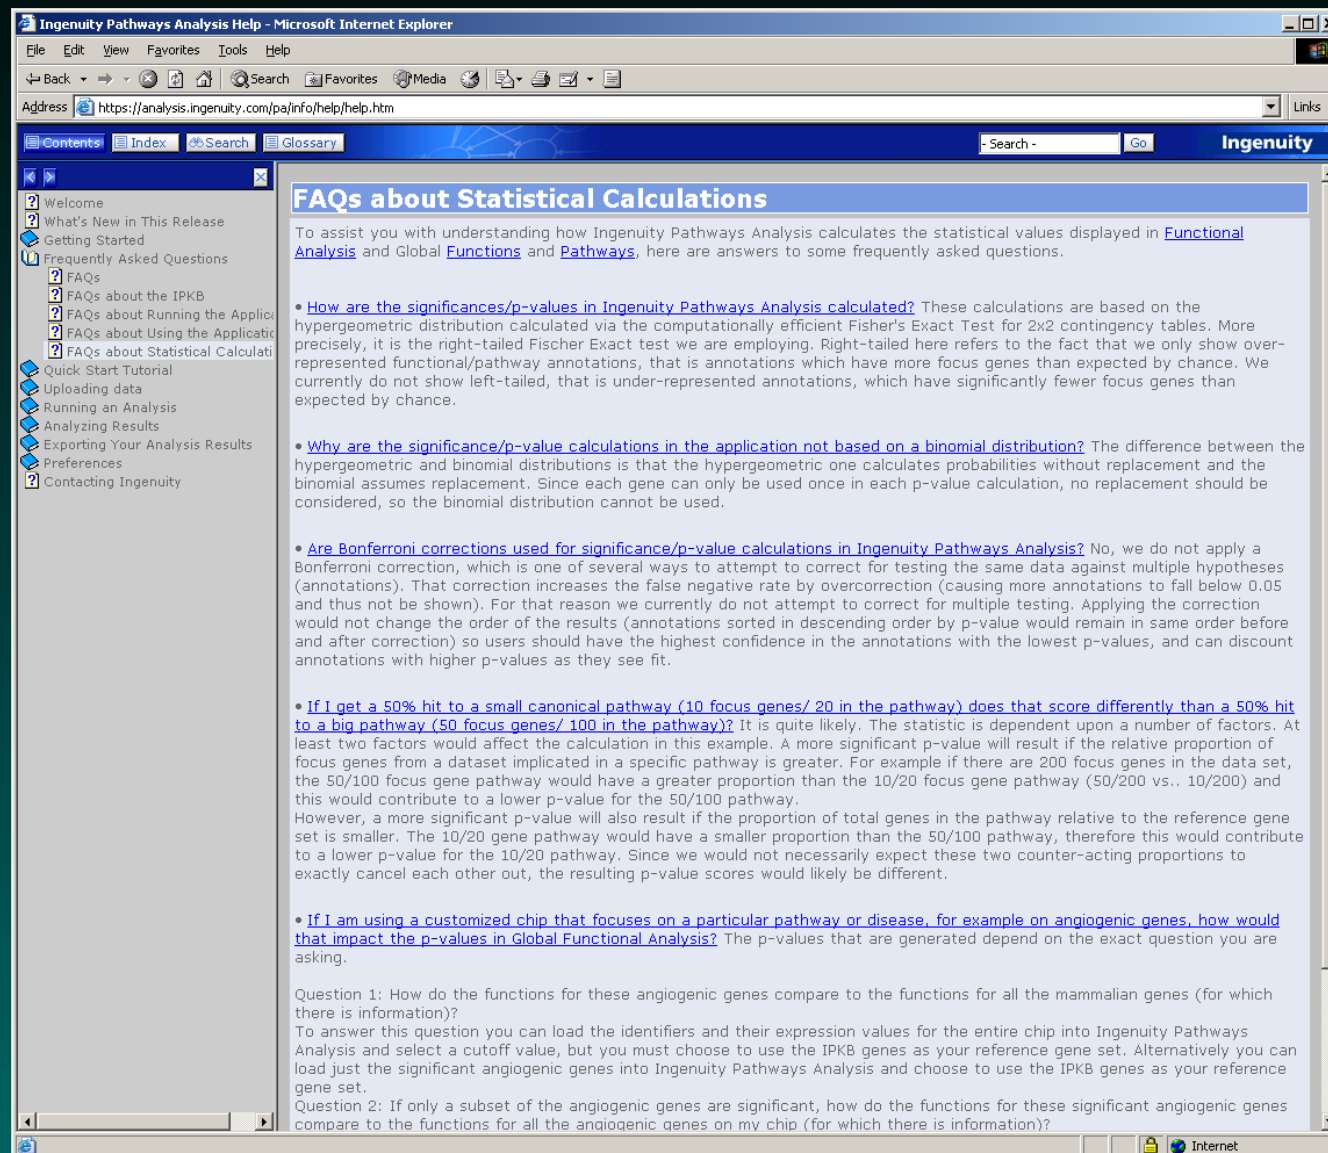 Ingenuity Pathways Analysis Help - Microsoft Internet Explorer
File Edit View Favorites Tools Help
Back Search Favorites Media
Address https://analysis.ingenuity.com/pa/info/help/help.htm Links
Contents Index Search Glossary - Search - Go Ingenuity
Welcome
What's New in This Release
Getting Started
Frequently Asked Questions
FAQs
FAQs about the IPKB
FAQs about Running the Applica
FAQs about Using the Applicatio
FAQs about Statistical Calculati
Quick Start Tutorial
Uploading data
Running an Analysis
Analyzing Results
Exporting Your Analysis Results
Preferences
Contacting Ingenuity
FAQs about Statistical Calculations
To assist you with understanding how Ingenuity Pathways Analysis calculates the statistical values displayed in Functional
Analysis and Global Functions and Pathways, here are answers to some frequently asked questions.
• How are the significances/p-values in Ingenuity Pathways Analysis calculated? These calculations are based on the
hypergeometric distribution calculated via the computationally efficient Fisher's Exact Test for 2x2 contingency tables. More
precisely, it is the right-tailed Fischer Exact test we are employing. Right-tailed here refers to the fact that we only show over-
represented functional/pathway annotations, that is annotations which have more focus genes than expected by chance. We
currently do not show left-tailed, that is under-represented annotations, which have significantly fewer focus genes than
expected by chance.
• Why are the significance/p-value calculations in the application not based on a binomial distribution? The difference between the
hypergeometric and binomial distributions is that the hypergeometric one calculates probabilities without replacement and the
binomial assumes replacement. Since each gene can only be used once in each p-value calculation, no replacement should be
considered, so the binomial distribution cannot be used.
• Are Bonferroni corrections used for significance/p-value calculations in Ingenuity Pathways Analysis? No, we do not apply a
Bonferroni correction, which is one of several ways to attempt to correct for testing the same data against multiple hypotheses
(annotations). That correction increases the false negative rate by overcorrection (causing more annotations to fall below 0.05
and thus not be shown). For that reason we currently do not attempt to correct for multiple testing. Applying the correction
would not change the order of the results (annotations sorted in descending order by p-value would remain in same order before
and after correction) so users should have the highest confidence in the annotations with the lowest p-values, and can discount
annotations with higher p-values as they see fit.
• If I get a 50% hit to a small canonical pathway (10 focus genes/ 20 in the pathway) does that score differently than a 50% hit
to a big pathway (50 focus genes/ 100 in the pathway)? It is quite likely. The statistic is dependent upon a number of factors. At
least two factors would affect the calculation in this example. A more significant p-value will result if the relative proportion of
focus genes from a dataset implicated in a specific pathway is greater. For example if there are 200 focus genes in the data set,
the 50/100 focus gene pathway would have a greater proportion than the 10/20 focus gene pathway (50/200 vs.. 10/200) and
this would contribute to a lower p-value for the 50/100 pathway.
However, a more significant p-value will also result if the proportion of total genes in the pathway relative to the reference gene
set is smaller. The 10/20 gene pathway would have a smaller proportion than the 50/100 pathway, therefore this would contribute
to a lower p-value for the 10/20 pathway. Since we would not necessarily expect these two counter-acting proportions to
exactly cancel each other out, the resulting p-value scores would likely be different.
• If I am using a customized chip that focuses on a particular pathway or disease, for example on angiogenic genes, how would
that impact the p-values in Global Functional Analysis? The p-values that are generated depend on the exact question you are
asking.
Question 1: How do the functions for these angiogenic genes compare to the functions for all the mammalian genes (for which
there is information)?
To answer this question you can load the identifiers and their expression values for the entire chip into Ingenuity Pathways
Analysis and select a cutoff value, but you must choose to use the IPKB genes as your reference gene set. Alternatively you can
load just the significant angiogenic genes into Ingenuity Pathways Analysis and choose to use the IPKB genes as your reference
gene set.
Question 2: If only a subset of the angiogenic genes are significant, how do the functions for these significant angiogenic genes
compare to the functions for all the angiogenic genes on my chip (for which there is information)?
Internet